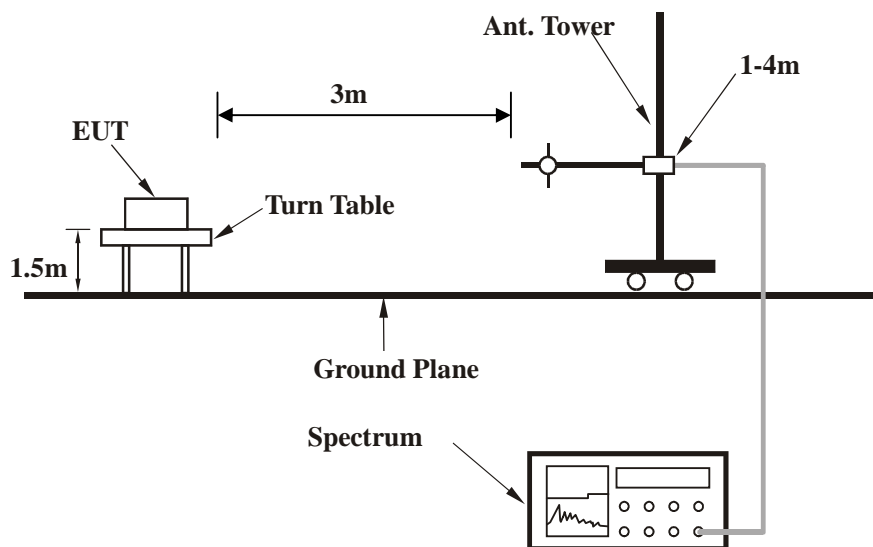 Ant. Tower
1-4m
3m
EUT
Turn Table
1.5m
Ground Plane
Spectrum